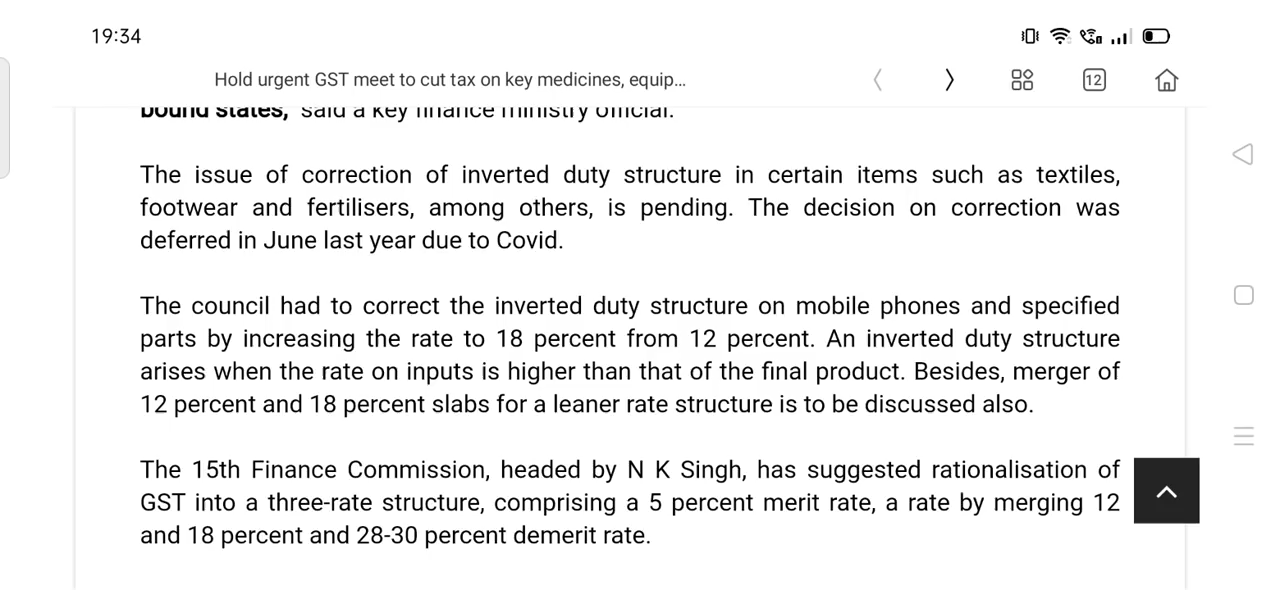 19:34
Hold urgent GST meet to cut tax on key medicines, equip...
12
bound states, said a key finance ministry official.
The issue of correction of inverted duty structure in certain items such as textiles,
footwear and fertilisers, among others, is pending. The decision on correction was
deferred in June last year due to Covid.
The council had to correct the inverted duty structure on mobile phones and specified
parts by increasing the rate to 18 percent from 12 percent. An inverted duty structure
arises when the rate on inputs is higher than that of the final product. Besides, merger of
12 percent and 18 percent slabs for a leaner rate structure is to be discussed also.
The 15th Finance Commission, headed by N K Singh, has suggested rationalisation of
GST into a three-rate structure, comprising a 5 percent merit rate, a rate by merging 12
and 18 percent and 28-30 percent demerit rate.